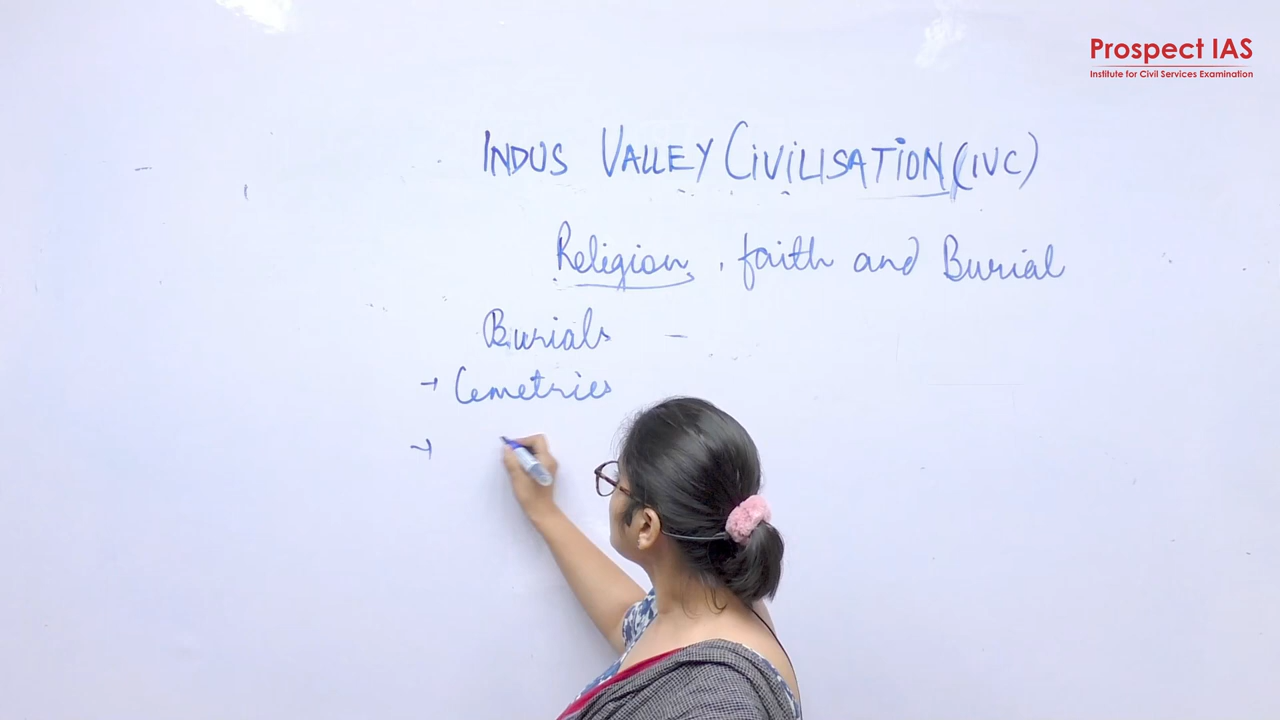 Prospect IAS
Institute for Civil Services Examination
INDUS VALLEY CIVILISATION (IVC)
Religion, faith and Burial
Burials -
→ Cemetries
→